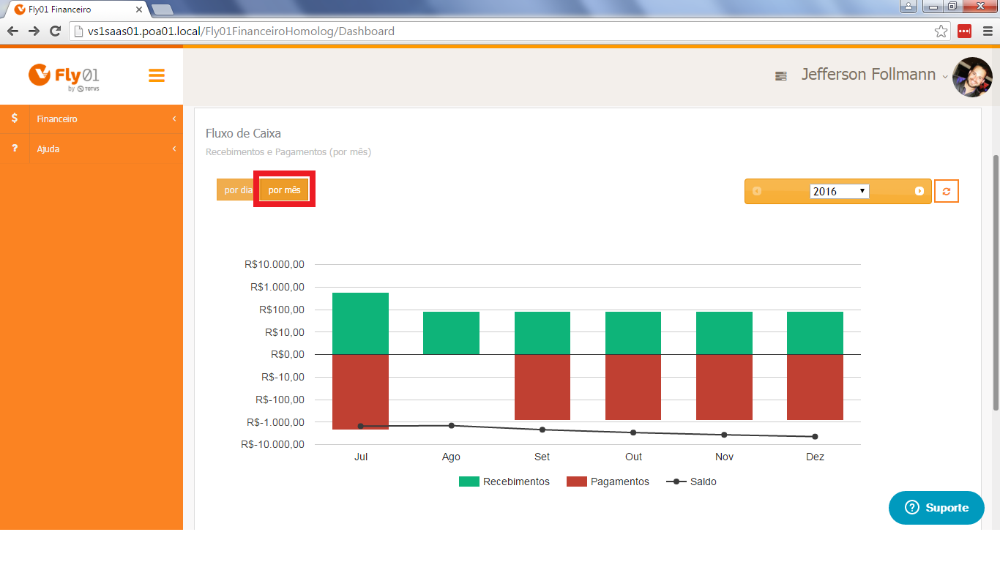 Fly01 Financeiro
vs1saas01.poa01.local/Fly01FinanceiroHomolog/Dashboard
Fly01
by TOTVS
Jefferson Follmann
$ Financeiro
? Ajuda
Fluxo de Caixa
Recebimentos e Pagamentos (por mês)
por dia por mês
2016
R$10.000,00
R$1.000,00
R$100,00
R$10,00
R$0,00
R$-10,00
R$-100,00
R$-1.000,00
R$-10.000,00
Jul Ago Set Out Nov Dez
Recebimentos Pagamentos Saldo
? Suporte